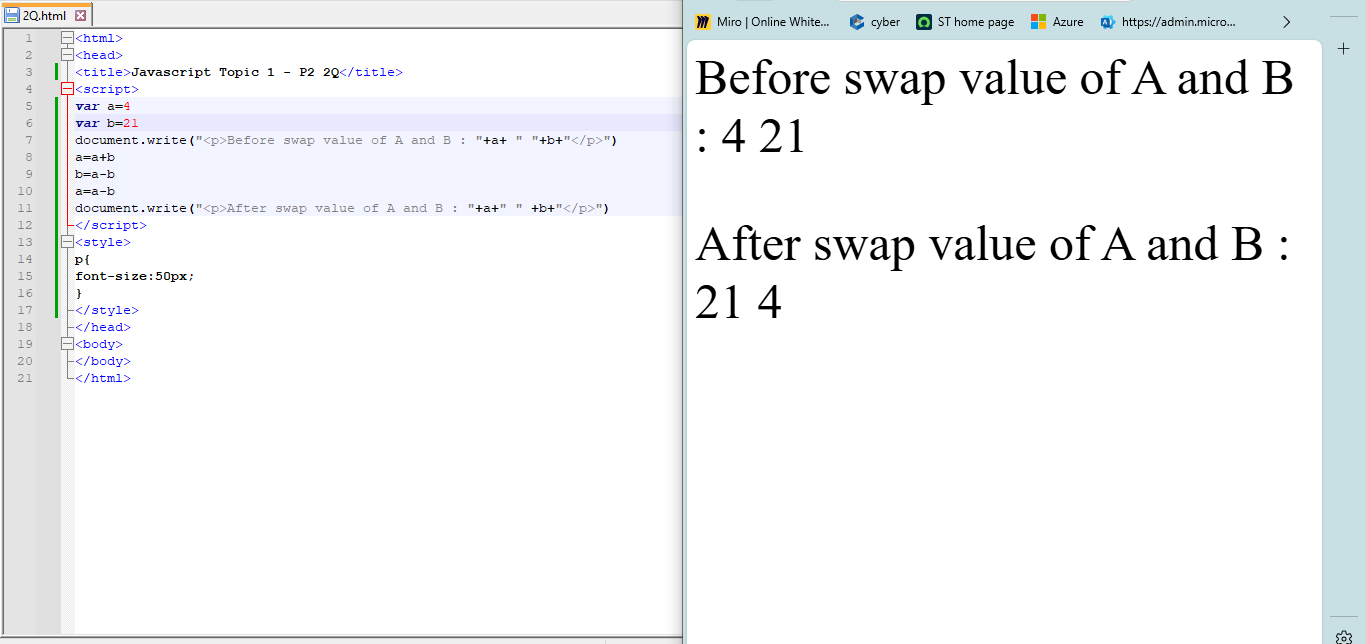 2Q.html
1 <html>
2 <head>
3 <title>Javascript Topic 1 - P2 2Q</title>
4 <script>
5 var a=4
6 var b=21
7 document.write("<p>Before swap value of A and B : "+a+ " "+b+"</p>")
8 a=a+b
9 b=a-b
10 a=a-b
11 document.write("<p>After swap value of A and B : "+a+" " +b+"</p>")
12 </script>
13 <style>
14 p{
15 font-size:50px;
16 }
17 </style>
18 </head>
19 <body>
20 </body>
21 </html>
Miro | Online White... cyber ST home page Azure https://admin.micro...
Before swap value of A and B
: 4 21
After swap value of A and B :
21 4